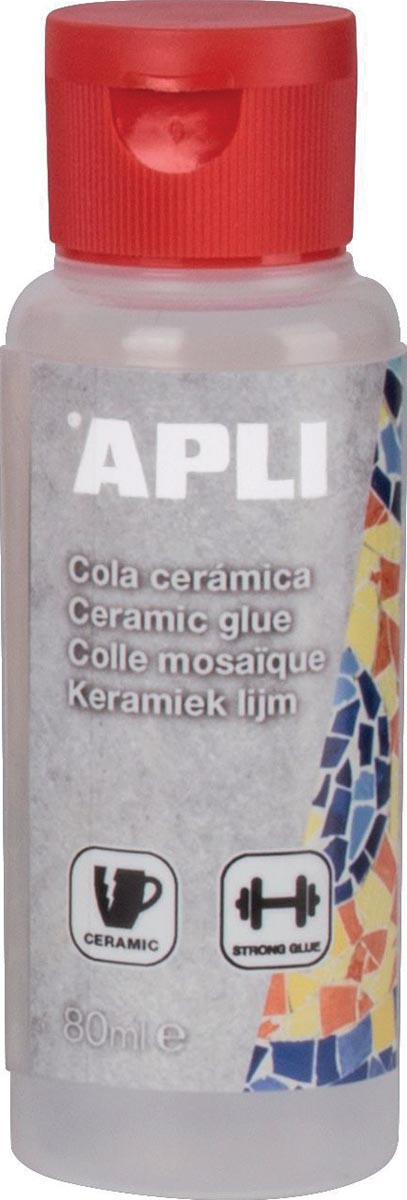 APLI
Cola cerámica
Ceramic glue
Colle mosaïque
Keramiek lijm
CERAMIC
STRONG GLUE
80ml e